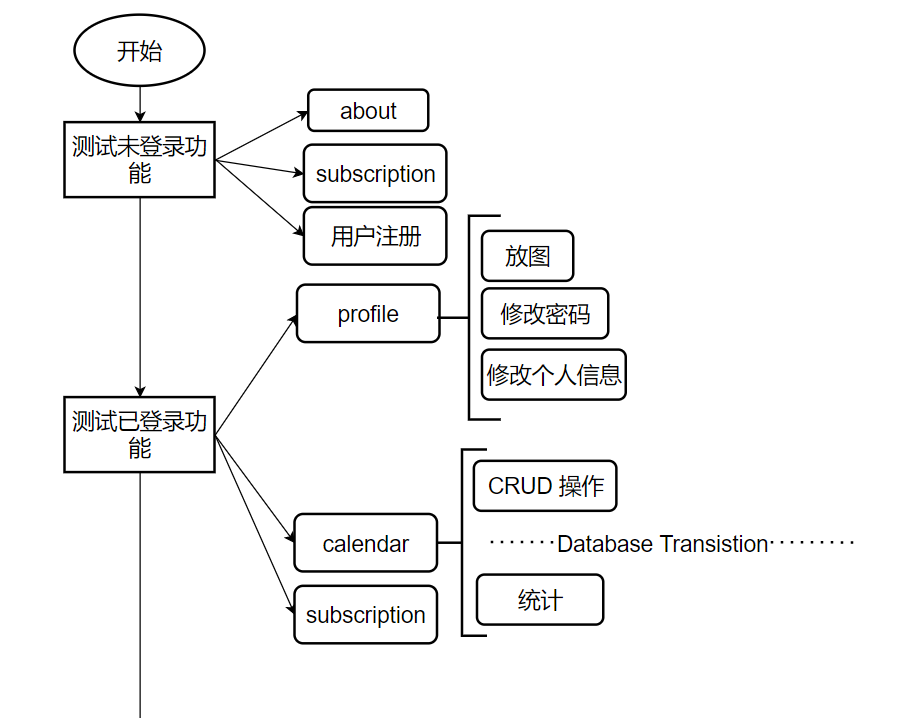 开始
测试未登录功
能
about
subscription
用户注册
profile
放图
修改密码
修改个人信息
测试已登录功
能
calendar
subscription
CRUD 操作
·······Database Transistion·········
统计